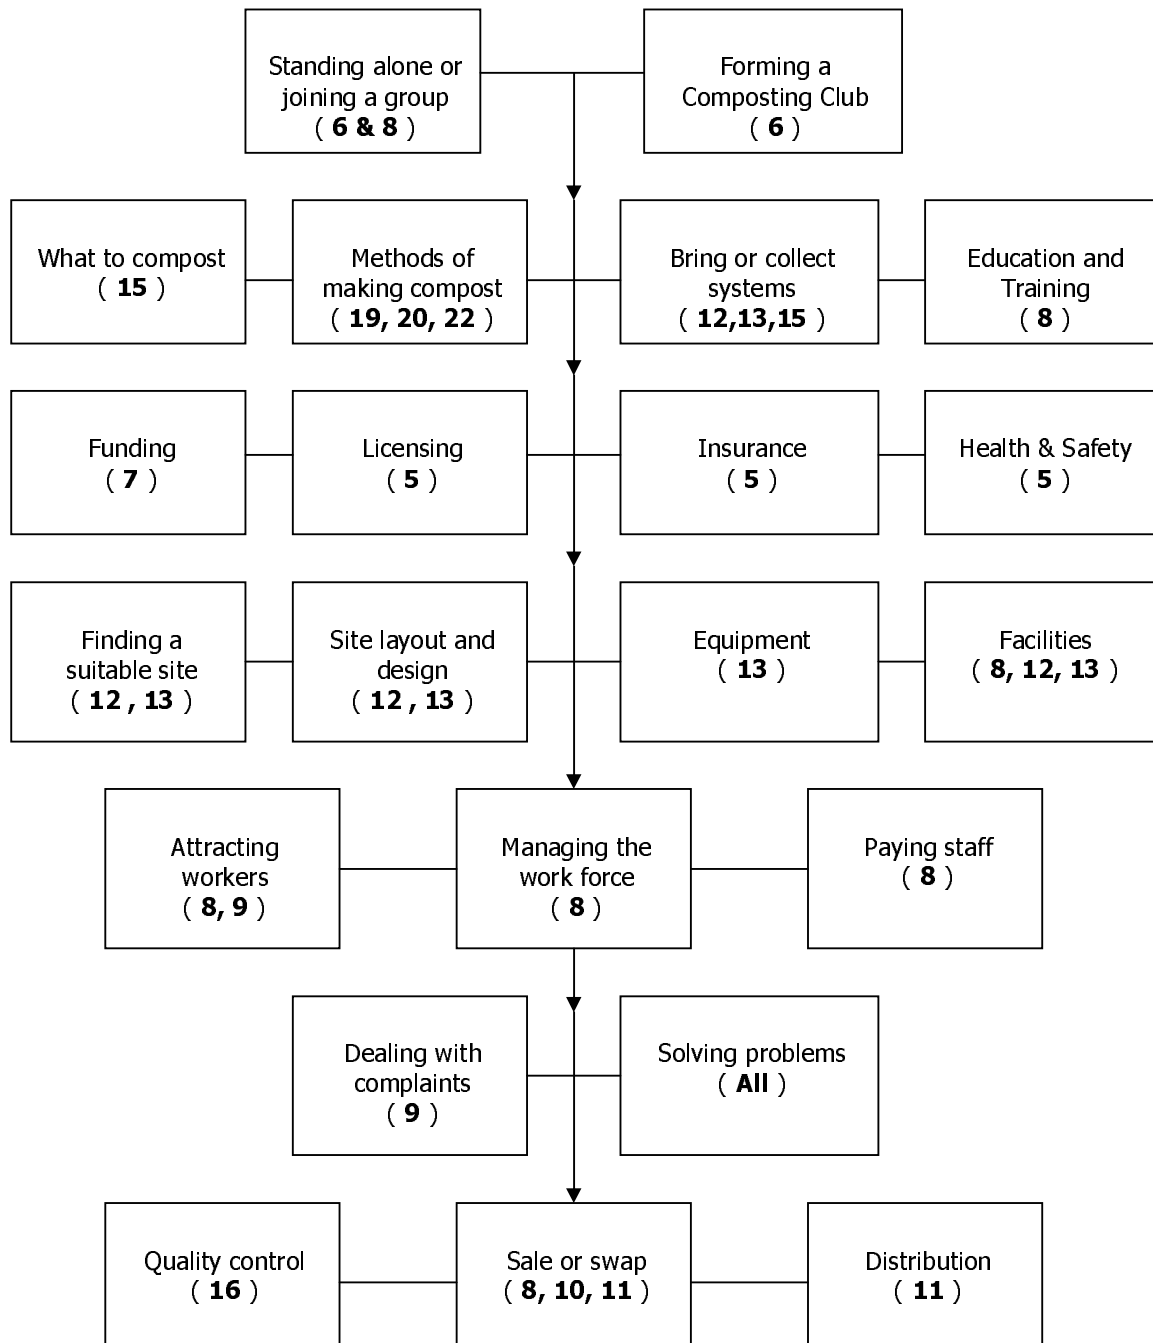 Standing alone or
joining a group
( 6 & 8 )
Forming a
Composting Club
( 6 )
What to compost
( 15 )
Methods of
making compost
( 19, 20, 22 )
Bring or collect
systems
( 12,13,15 )
Education and
Training
( 8 )
Funding
( 7 )
Licensing
( 5 )
Insurance
( 5 )
Health & Safety
( 5 )
Finding a
suitable site
( 12 , 13 )
Site layout and
design
( 12 , 13 )
Equipment
( 13 )
Facilities
( 8, 12, 13 )
Attracting
workers
( 8, 9 )
Managing the
work force
( 8 )
Paying staff
( 8 )
Dealing with
complaints
( 9 )
Solving problems
( All )
Quality control
( 16 )
Sale or swap
( 8, 10, 11 )
Distribution
( 11 )